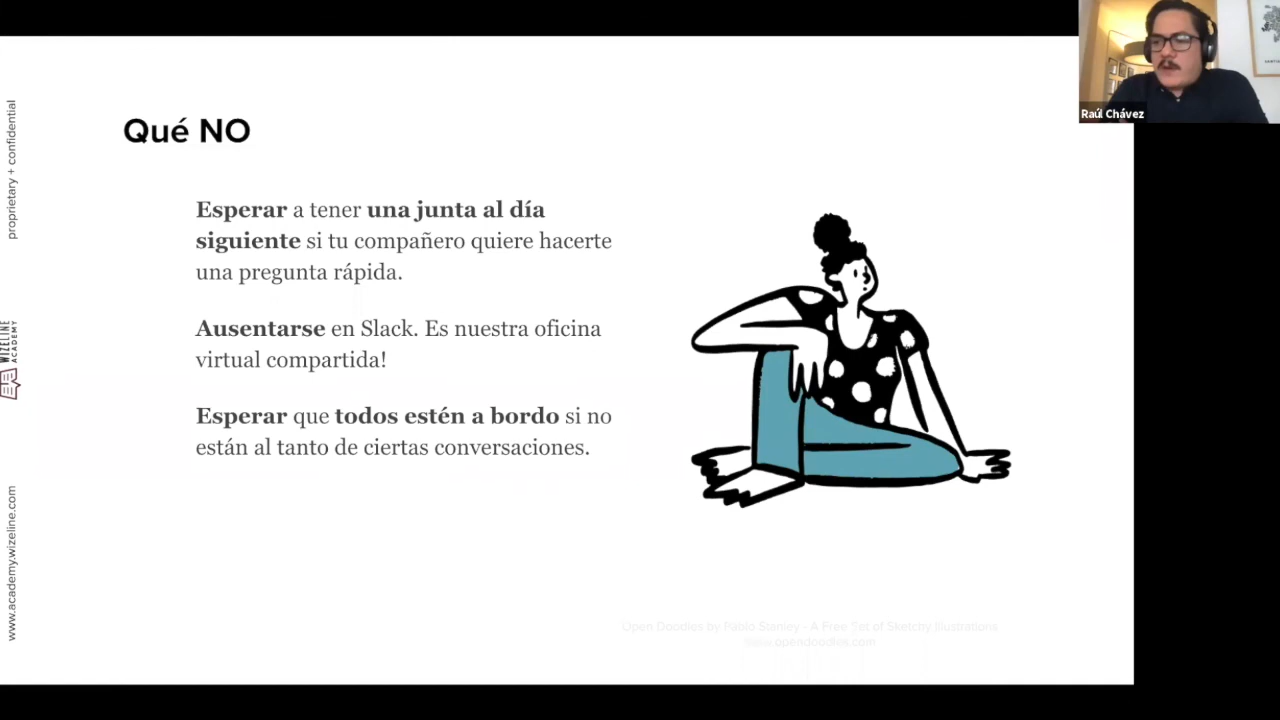 Raúl Chávez
proprietary + confidential
Qué NO
Esperar a tener una junta al día
siguiente si tu compañero quiere hacerte
una pregunta rápida.
Ausentarse en Slack. Es nuestra oficina
virtual compartida!
Esperar que todos estén a bordo si no
están al tanto de ciertas conversaciones.
WIZELINE
ACADEMY
www.academy.wizeline.com
Open Doodles by Pablo Stanley - A Free Set of Sketchy Illustrations
www.opendoodles.com